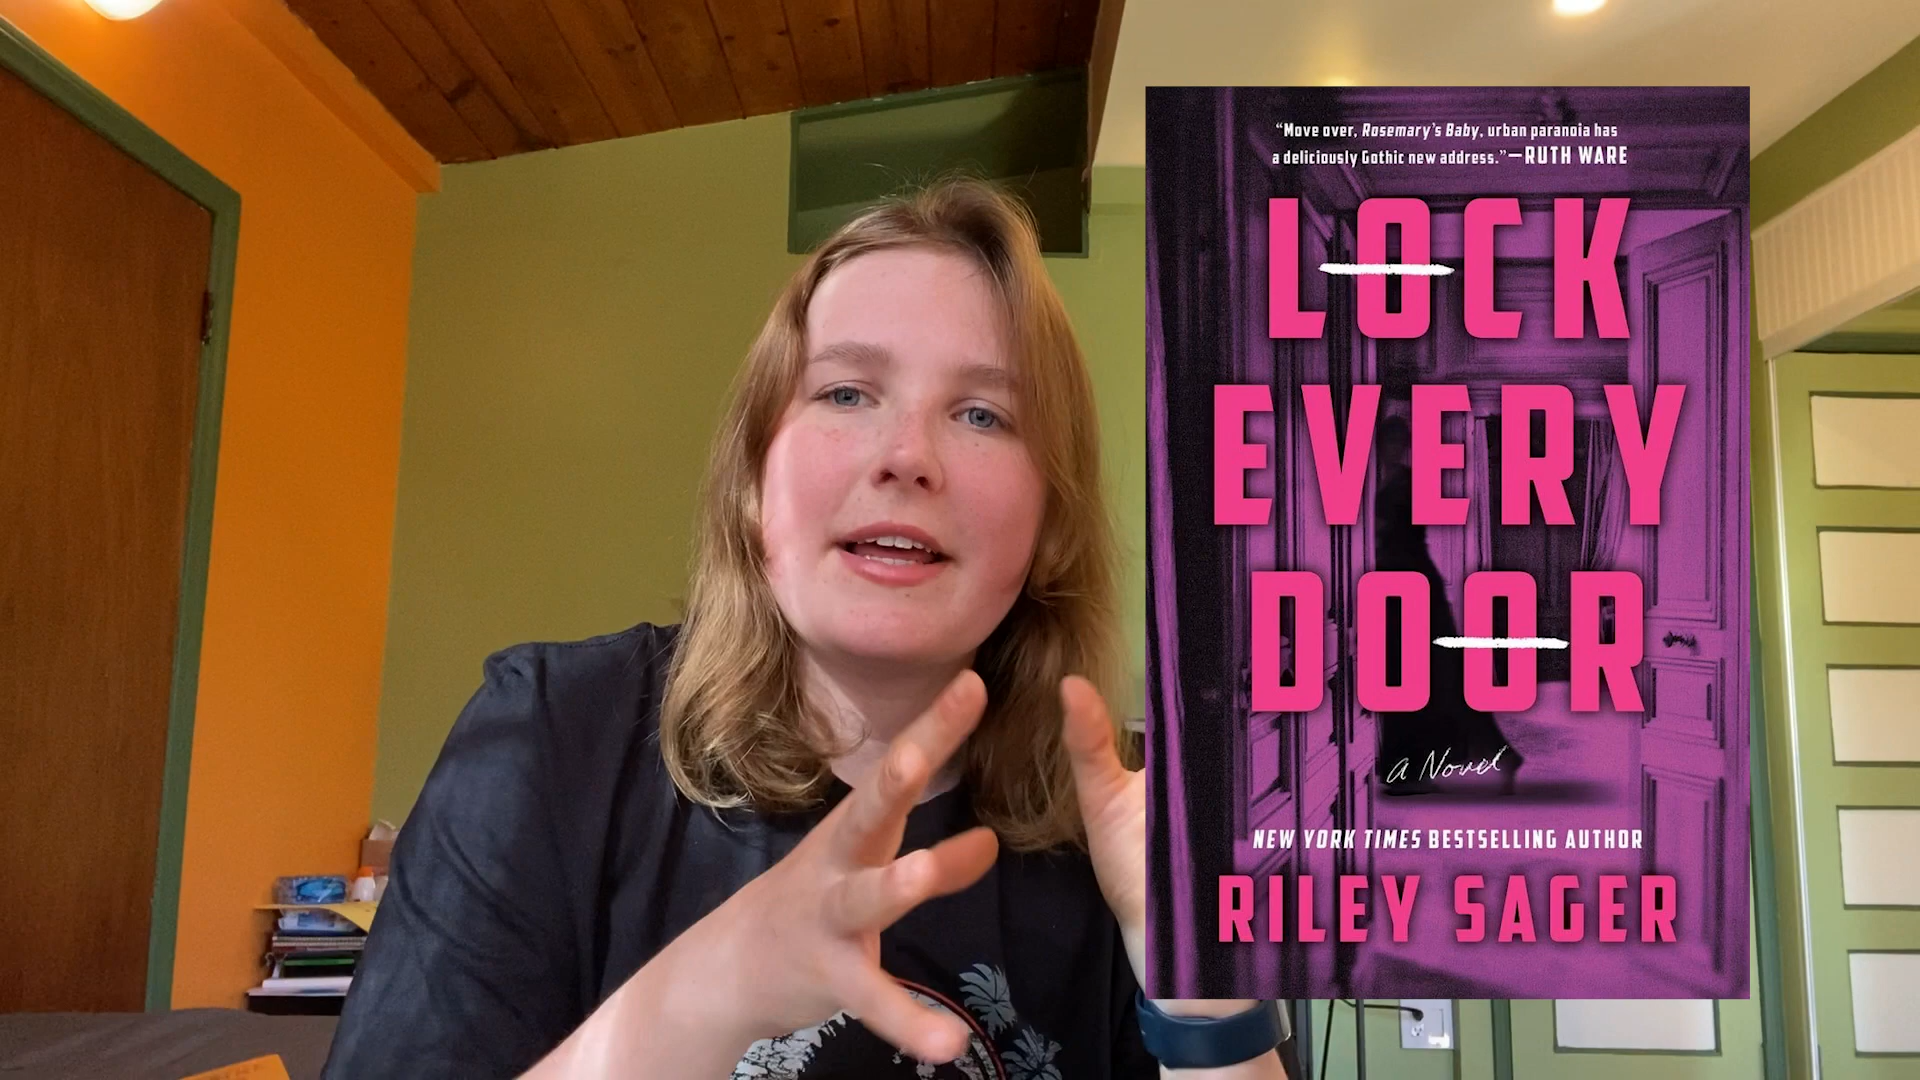 “Move over, Rosemary's Baby, urban paranoia has
a deliciously Gothic new address.”—RUTH WARE
LOCK
EVERY
DOOR
a Novel
NEW YORK TIMES BESTSELLING AUTHOR
RILEY SAGER